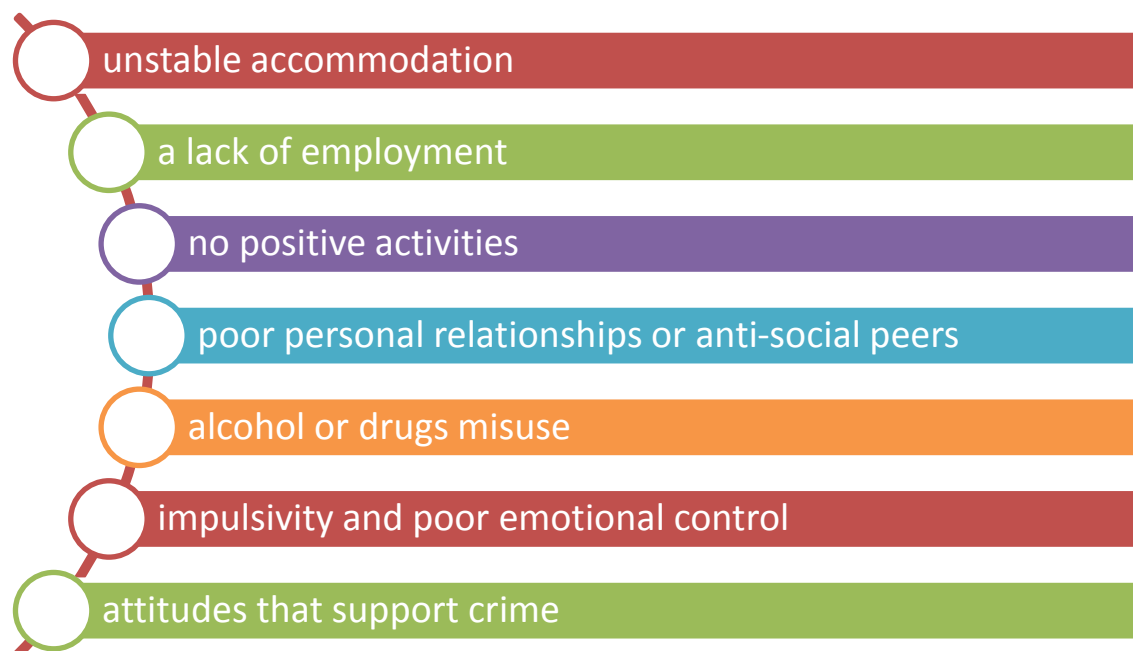 unstable accommodation
a lack of employment
no positive activities
poor personal relationships or anti-social peers
alcohol or drugs misuse
impulsivity and poor emotional control
attitudes that support crime